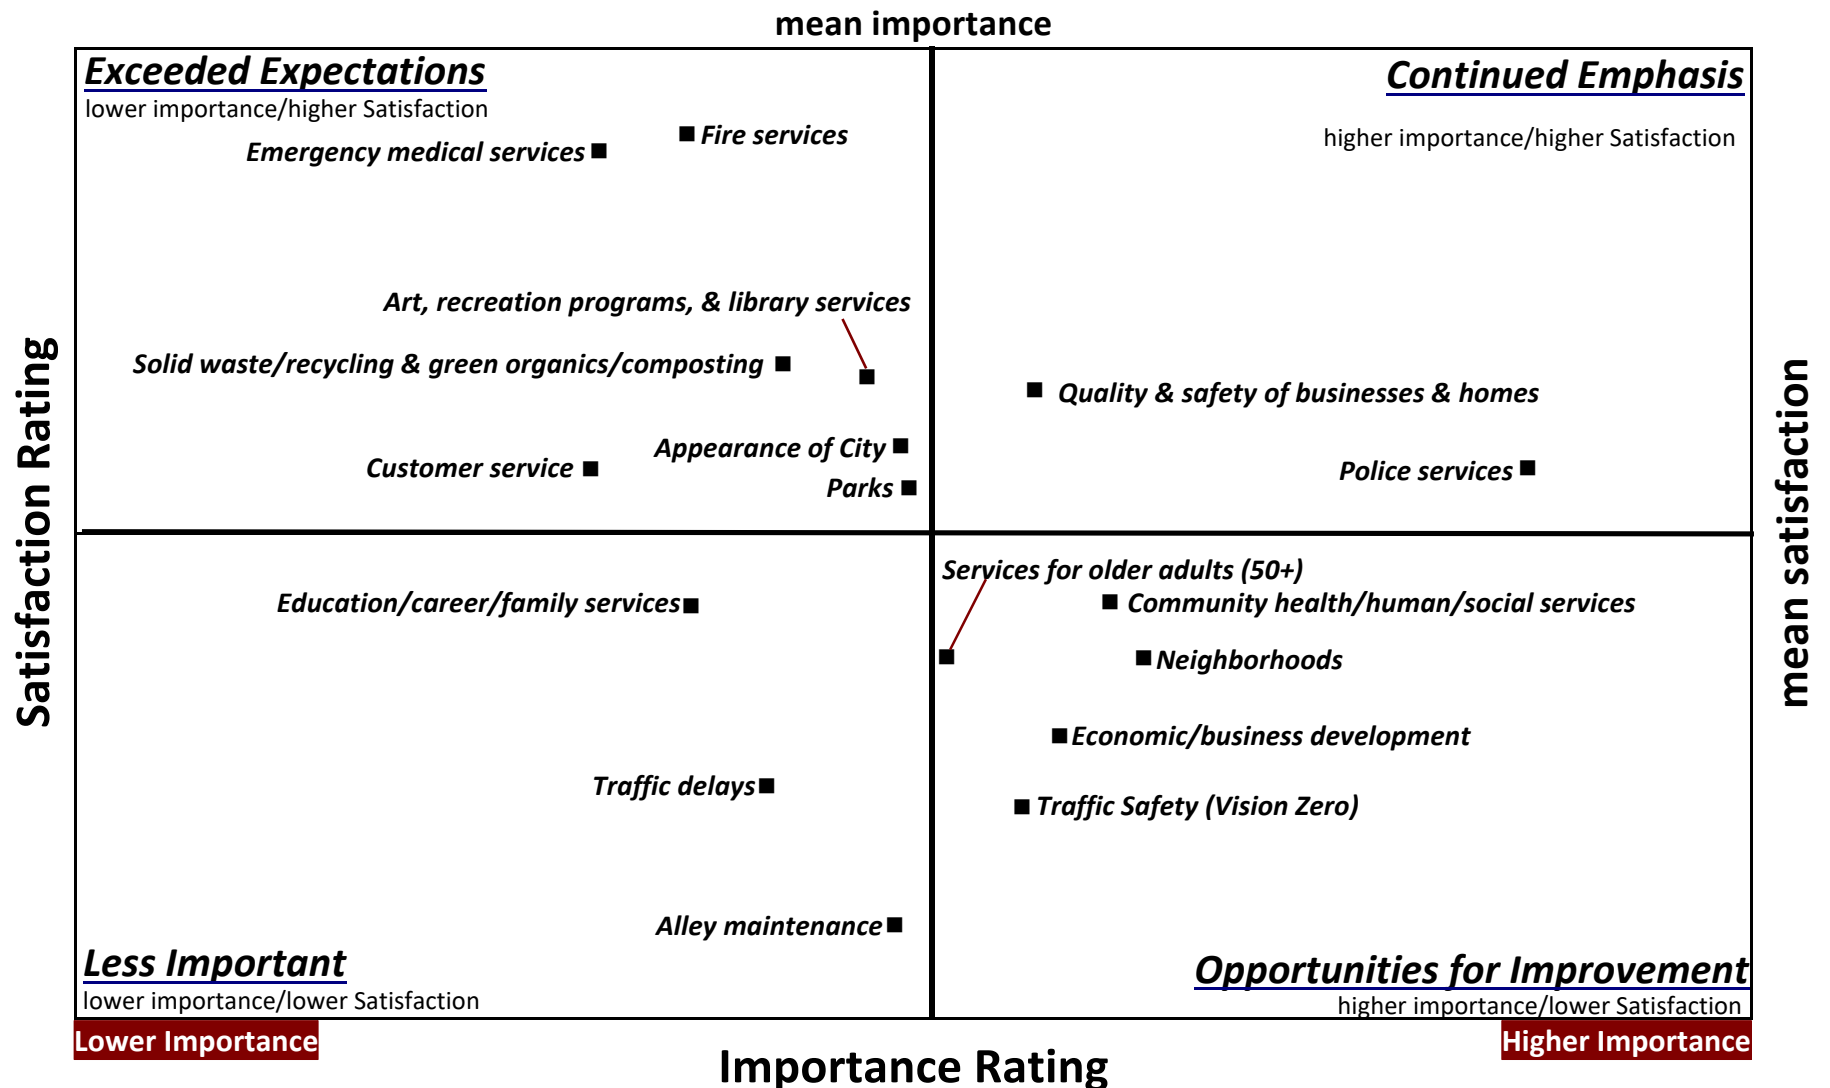 mean importance
Exceeded Expectations
lower importance/higher Satisfaction
Continued Emphasis
higher importance/higher Satisfaction
Fire services
Emergency medical services
Art, recreation programs, & library services
Solid waste/recycling & green organics/composting
Quality & safety of businesses & homes
Appearance of City
Customer service
Police services
Parks
Satisfaction Rating
mean satisfaction
Services for older adults (50+)
Education/career/family services
Community health/human/social services
Neighborhoods
Economic/business development
Traffic delays
Traffic Safety (Vision Zero)
Alley maintenance
Less Important
lower importance/lower Satisfaction
Opportunities for Improvement
higher importance/lower Satisfaction
Lower Importance
Higher Importance
Importance Rating